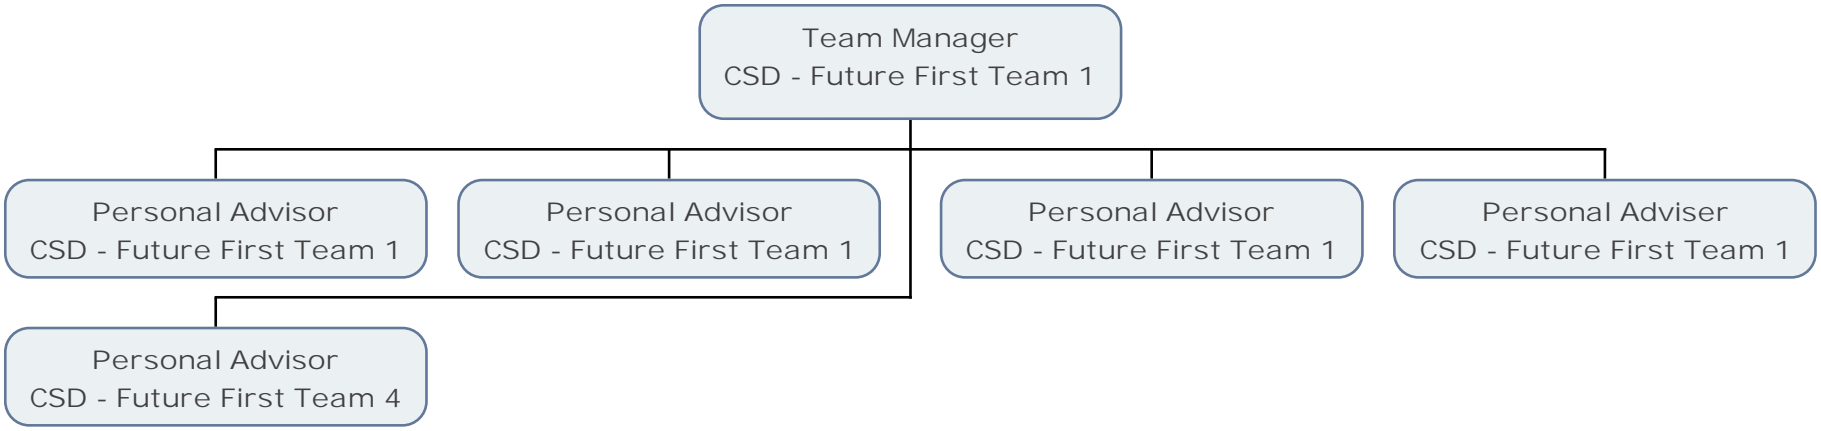 Team Manager
CSD - Future First Team 1
Personal Advisor
CSD - Future First Team 1
Personal Advisor
CSD - Future First Team 1
Personal Advisor
CSD - Future First Team 1
Personal Adviser
CSD - Future First Team 1
Personal Advisor
CSD - Future First Team 4